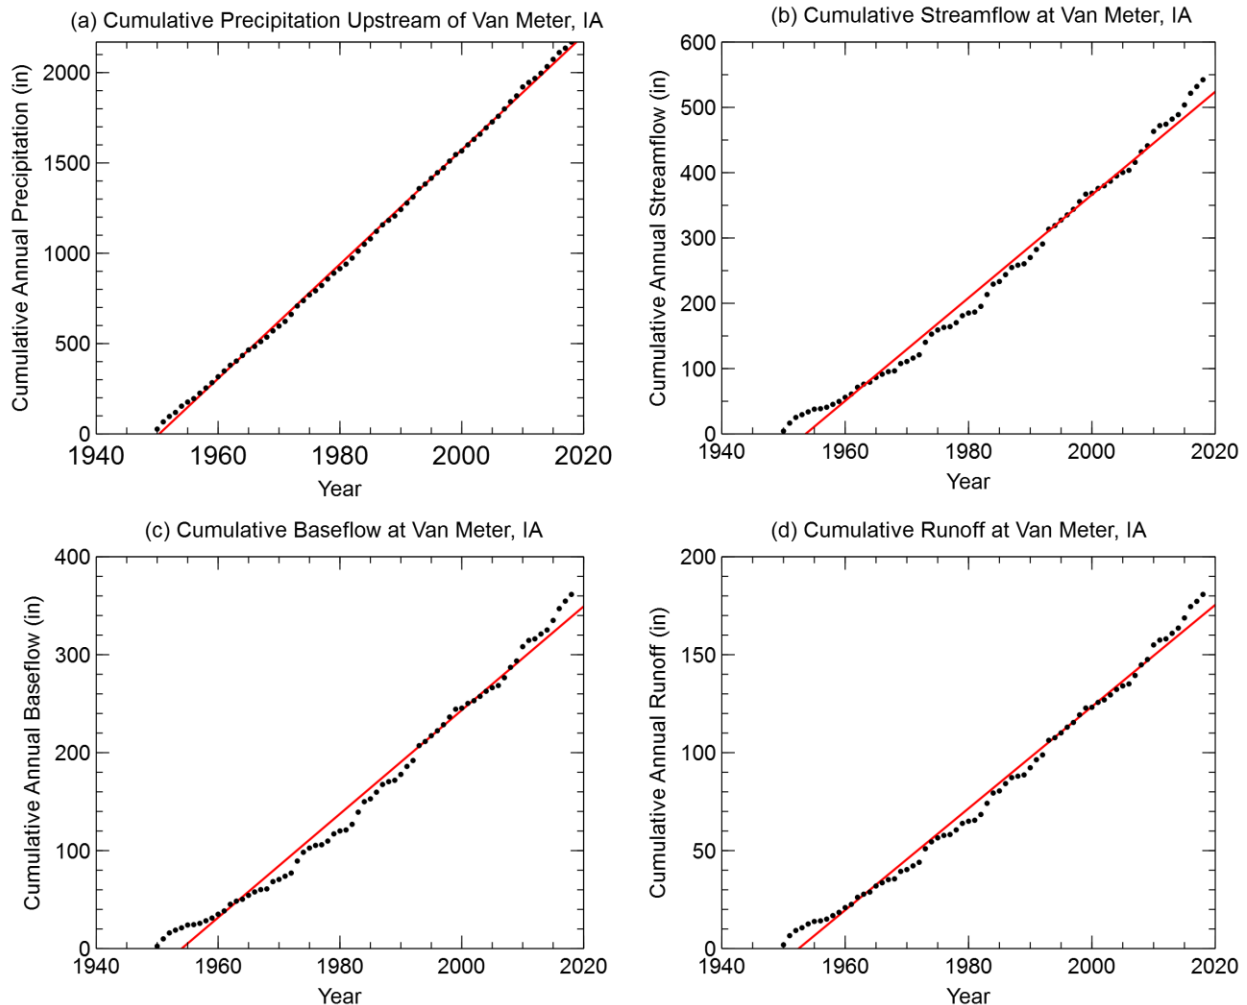 (a) Cumulative Precipitation Upstream of Van Meter, IA
Cumulative Annual Precipitation (in)
2000
1500
1000
500
0
1940 1960 1980 2000 2020
Year
(b) Cumulative Streamflow at Van Meter, IA
Cumulative Annual Streamflow (in)
600
500
400
300
200
100
0
1940 1960 1980 2000 2020
Year
(c) Cumulative Baseflow at Van Meter, IA
Cumulative Annual Baseflow (in)
400
300
200
100
0
1940 1960 1980 2000 2020
Year
(d) Cumulative Runoff at Van Meter, IA
Cumulative Annual Runoff (in)
200
150
100
50
0
1940 1960 1980 2000 2020
Year